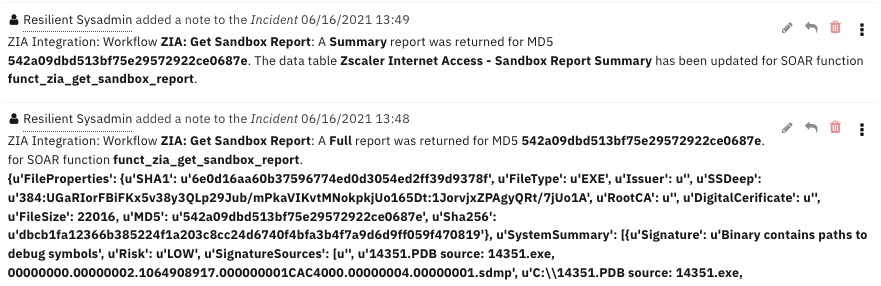 Resilient Sysadmin added a note to the Incident 06/16/2021 13:49
ZIA Integration: Workflow ZIA: Get Sandbox Report: A Summary report was returned for MD5
542a09dbd513bf75e29572922ce0687e. The data table Zscaler Internet Access - Sandbox Report Summary has been updated for SOAR function
funct_zia_get_sandbox_report.
Resilient Sysadmin added a note to the Incident 06/16/2021 13:48
ZIA Integration: Workflow ZIA: Get Sandbox Report: A Full report was returned for MD5 542a09dbd513bf75e29572922ce0687e.
for SOAR function funct_zia_get_sandbox_report.
{u'FileProperties': {u'SHA1': u'6e0d16aa60b37596774ed0d3054ed2ff39d9378f', u'FileType': u'EXE', u'Issuer': u'', u'SSDeep':
u'384:UGaRIorFBiFKx5v38y3QLp29Jub/mPkaVIKvtMNokpkjUo165Dt:1JorvjxZPAgyQRt/7jUo1A', u'RootCA': u'', u'DigitalCerificate': u'',
u'FileSize': 22016, u'MD5': u'542a09dbd513bf75e29572922ce0687e', u'Sha256':
u'dbcb1fa12366b385224f1a203c8cc24d6740f4bfa3b4f7a9d6d9ff059f470819'}, u'SystemSummary': [{u'Signature': u'Binary contains paths to
debug symbols', u'Risk': u'LOW', u'SignatureSources': [u'', u'14351.PDB source: 14351.exe,
00000000.00000002.1064908917.000000001CAC4000.00000004.00000001.sdmp', u'C:\\14351.PDB source: 14351.exe,